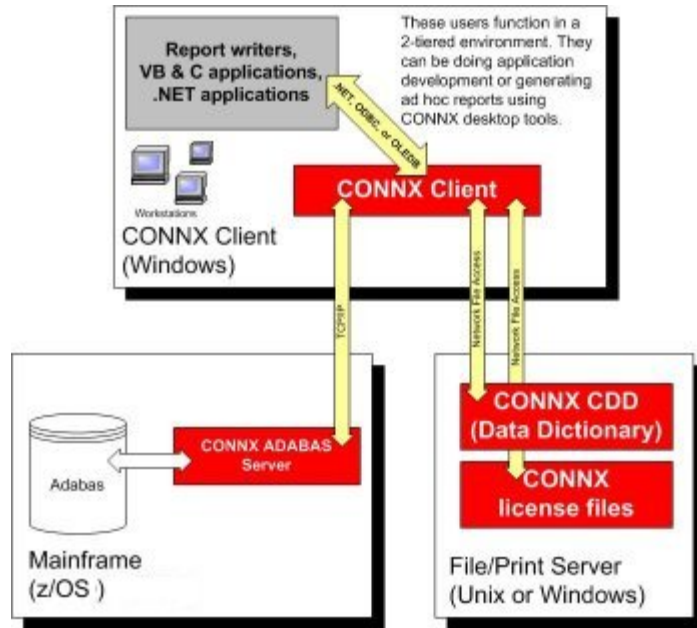 Report writers,
VB & C applications,
.NET applications
These users function in a
2-tiered environment. They
can be doing application
development or generating
ad hoc reports using
CONNX desktop tools.
.NET, ODBC, or OLEDB
CONNX Client
Workstations
CONNX Client
(Windows)
TCP/IP
Network File Access
Network File Access
CONNX ADABAS
Server
Adabas
Mainframe
(z/OS )
CONNX CDD
(Data Dictionary)
CONNX
license files
File/Print Server
(Unix or Windows)